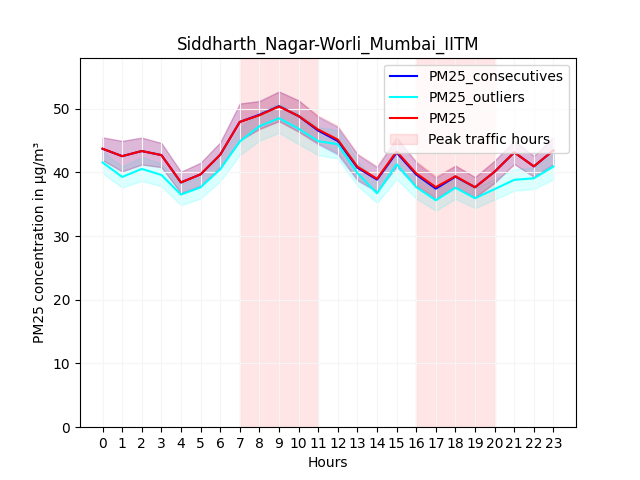 Siddharth_Nagar-Worli_Mumbai_IITM
PM25 concentration in µg/m³
50
40
30
20
10
0
PM25_consecutives
PM25_outliers
PM25
Peak traffic hours
0 1 2 3 4 5 6 7 8 9 10 11 12 13 14 15 16 17 18 19 20 21 22 23
Hours